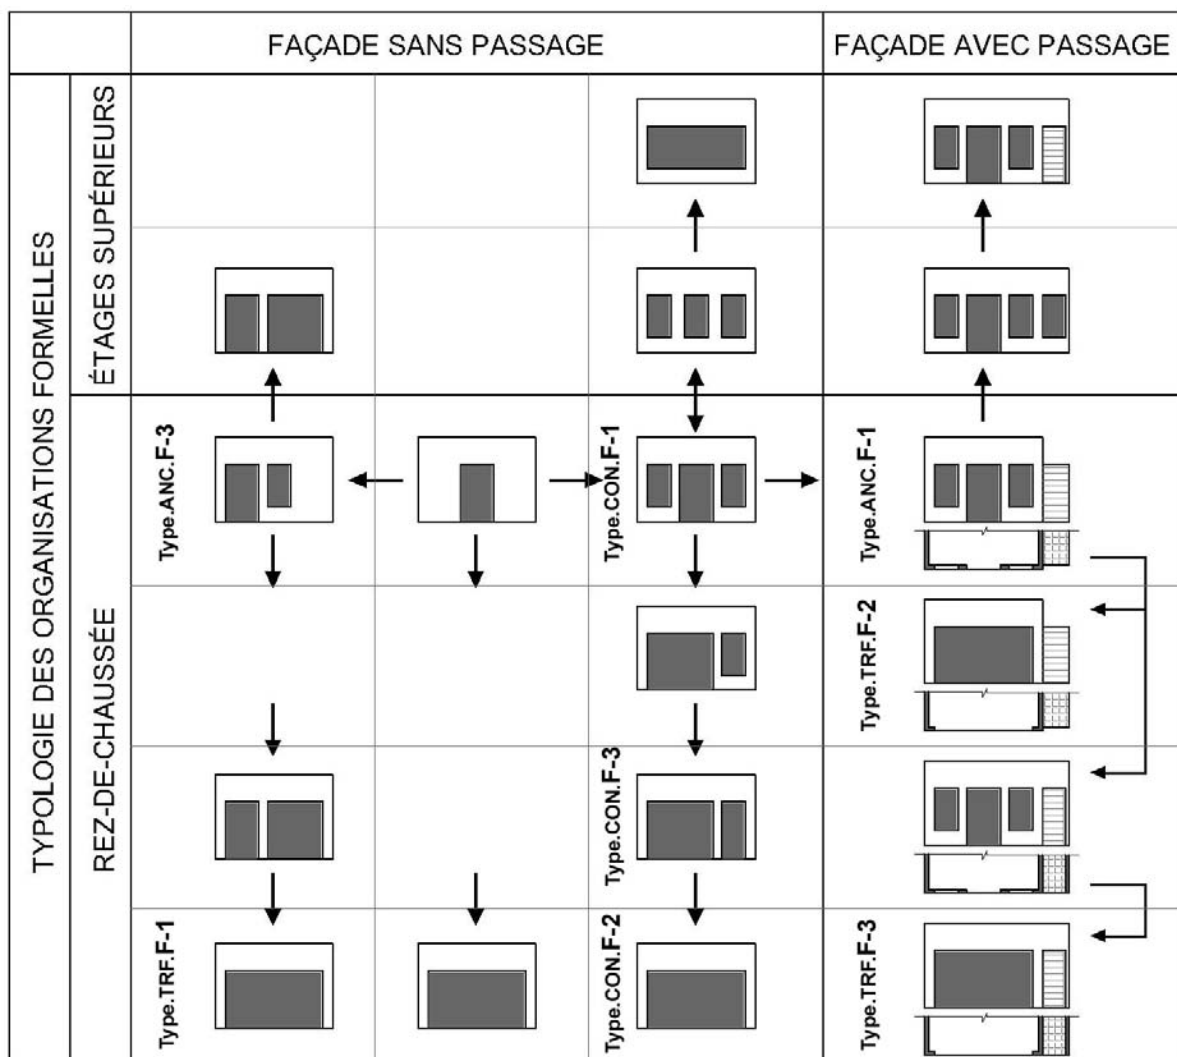 FAÇADE SANS PASSAGE
FAÇADE AVEC PASSAGE
TYPOLOGIE DES ORGANISATIONS FORMELLES
ÉTAGES SUPÉRIEURS
REZ-DE-CHAUSSÉE
Type.ANC.F-3
Type.CON.F-1
Type.ANC.F-1
Type.TRF.F-2
Type.CON.F-3
Type.TRF.F-1
Type.CON.F-2
Type.TRF.F-3